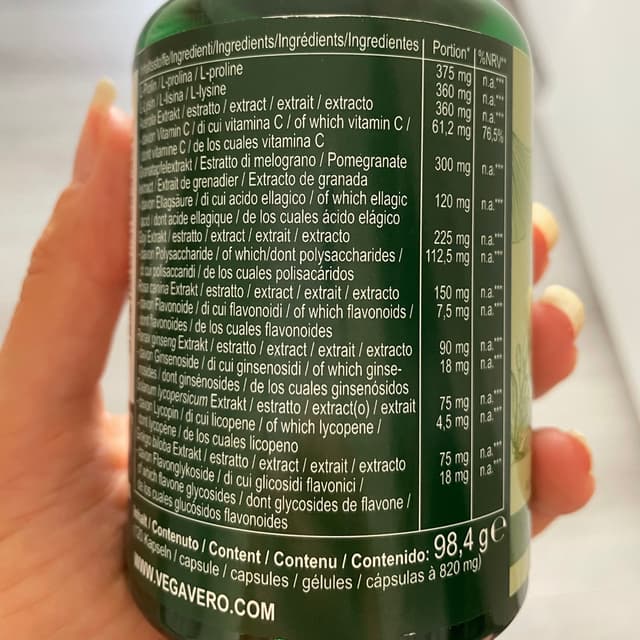 /Ingredienti/Ingredients/Ingrédients/Ingredientes Portion* %NRV**
/ L-prolina / L-proline 375 mg n.a.***
/ L-lisina / L-lysine 360 mg n.a.***
Extrakt / estratto / extract / extrait / extracto 360 mg n.a.***
Vitamin C / di cui vitamina C / of which vitamin C / 61,2 mg 76,5%
vitamine C / de los cuales vitamina C
/ Estratto di melograno / Pomegranate 300 mg n.a.***
/ Extrait de grenadier / Extracto de granada
Ellagsäure / di cui acido ellagico / of which ellagic 120 mg n.a.***
/ dont acide ellagique / de los cuales ácido elágico
Extrakt / estratto / extract / extrait / extracto 225 mg n.a.***
Polysaccharide / of which/dont polysaccharides / 112,5 mg n.a.***
polisaccaridi / de los cuales polisacáridos
canina Extrakt / estratto / extract / extrait / extracto 150 mg n.a.***
Flavonoide / di cui flavonoidi / of which flavonoids / 7,5 mg n.a.***
flavonoides / de los cuales flavonoides
ginseng Extrakt / estratto / extract / extrait / extracto 90 mg n.a.***
Ginsenoside / di cui ginsenosidi / of which ginse- 18 mg n.a.***
/ dont ginsénosides / de los cuales ginsenósidos
lycopersicum Extrakt / estratto / extract(o) / extrait 75 mg n.a.***
Lycopin / di cui licopene / of which lycopene / 4,5 mg n.a.***
lycopène / de los cuales licopeno
biloba Extrakt / estratto / extract / extrait / extracto 75 mg n.a.***
Flavonglykoside / di cui glicosidi flavonici / 18 mg n.a.***
which flavone glycosides / dont glycosides de flavone /
los cuales glucósidos flavonoides
/ Contenuto / Content / Contenu / Contenido: 98,4 g e
Kapseln / capsule / capsules / gélules / cápsulas à 820 mg)
WWW.VEGAVERO.COM